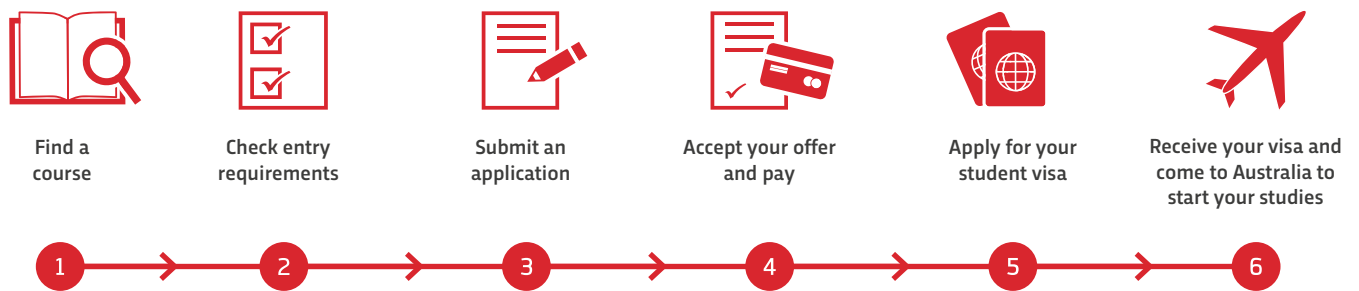 Find a
course
Check entry
requirements
Submit an
application
Accept your offer
and pay
Apply for your
student visa
Receive your visa and
come to Australia to
start your studies
1
2
3
4
5
6